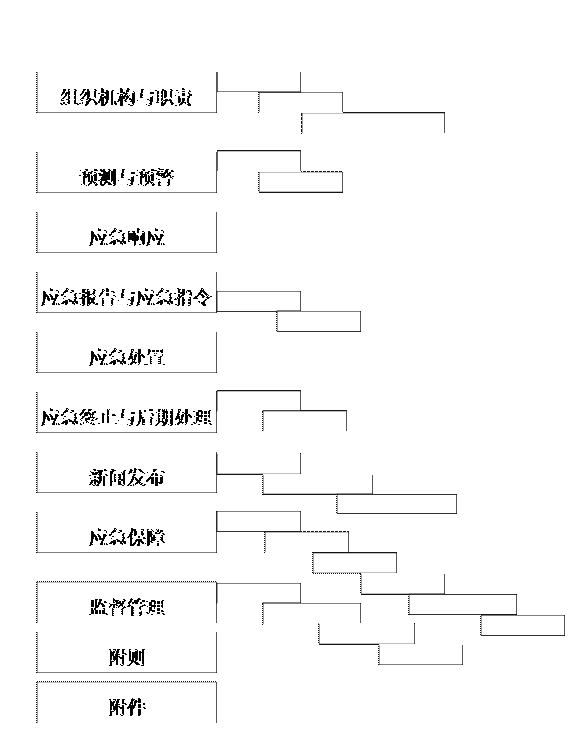 组织机构与职责
预测与预警
应急响应
应急报告与应急指令
应急处置
应急终止与后期处理
新闻发布
应急保障
监督管理
附则
附件